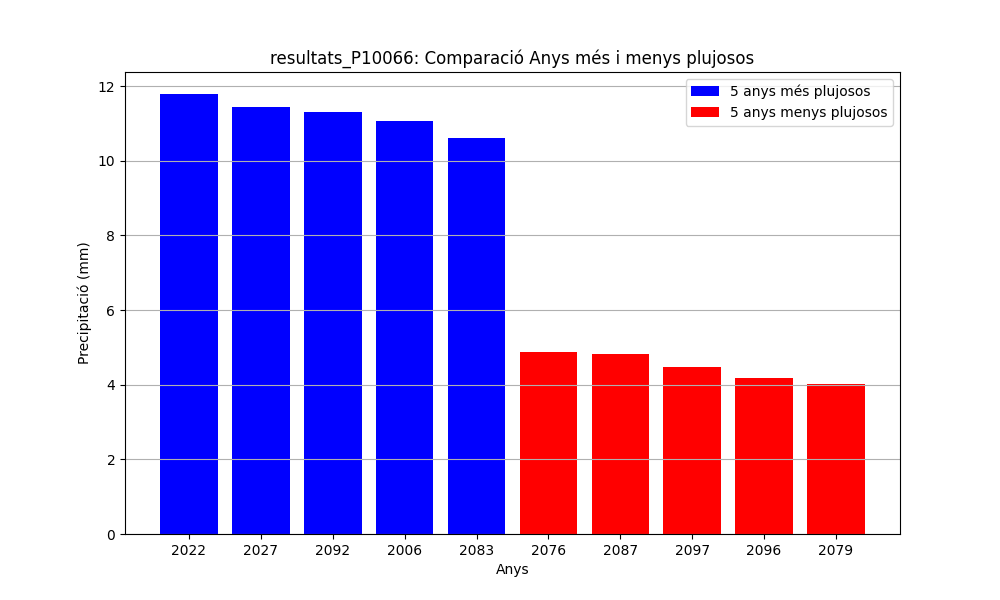 resultats_P10066: Comparació Anys més i menys plujosos
5 anys més plujosos
5 anys menys plujosos
Precipitació (mm)
12
10
8
6
4
2
0
2022 2027 2092 2006 2083 2076 2087 2097 2096 2079
Anys